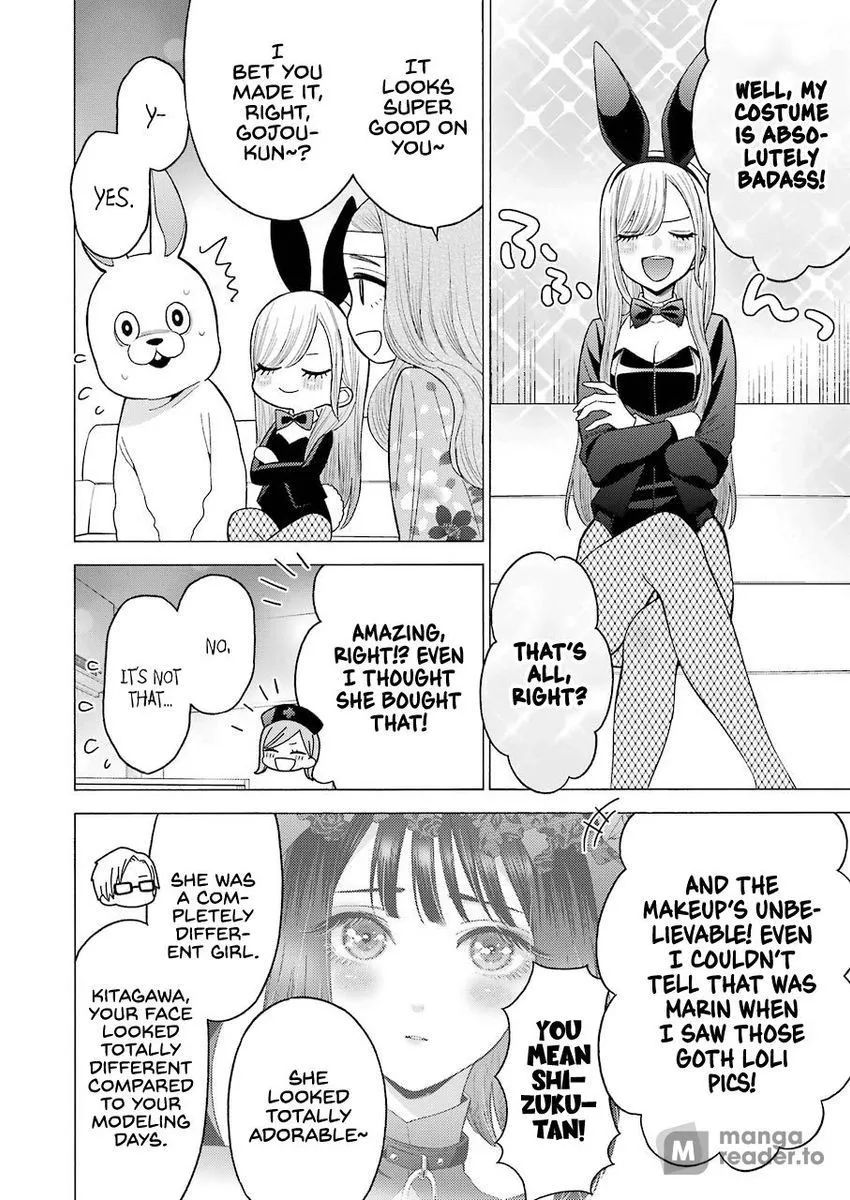 WELL, MY
COSTUME
IS ABSO-
LUTELY
BADASS!
ふふんっ
THAT'S
ALL,
RIGHT?
IT
LOOKS
SUPER
GOOD ON
YOU~
I
BET YOU
MADE IT,
RIGHT,
GOJOU-
KUN~?
Y-
YES.
AMAZING,
RIGHT!? EVEN
I THOUGHT
SHE BOUGHT
THAT!
NO,
IT'S NOT
THAT...
AND THE
MAKEUP'S UNBE-
LIEVABLE! EVEN
I COULDN'T
TELL THAT WAS
MARIN WHEN
I SAW THOSE
GOTH LOLI
PICS!
YOU
MEAN
SHI-
ZUKU-
TAN!
SHE
LOOKED
TOTALLY
ADORABLE~
SHE WAS
A COM-
PLETELY
DIFFER-
ENT GIRL.
KITAGAWA,
YOUR FACE
LOOKED
TOTALLY
DIFFERENT
COMPARED
TO YOUR
MODELING
DAYS.
M manga
reader.to